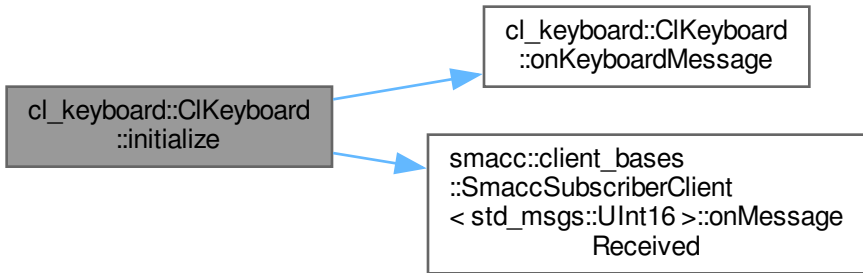 cl_keyboard::ClKeyboard
::initialize
cl_keyboard::ClKeyboard
::onKeyboardMessage
smacc::client_bases
::SmaccSubscriberClient
< std_msgs::UInt16 >::onMessage
Received